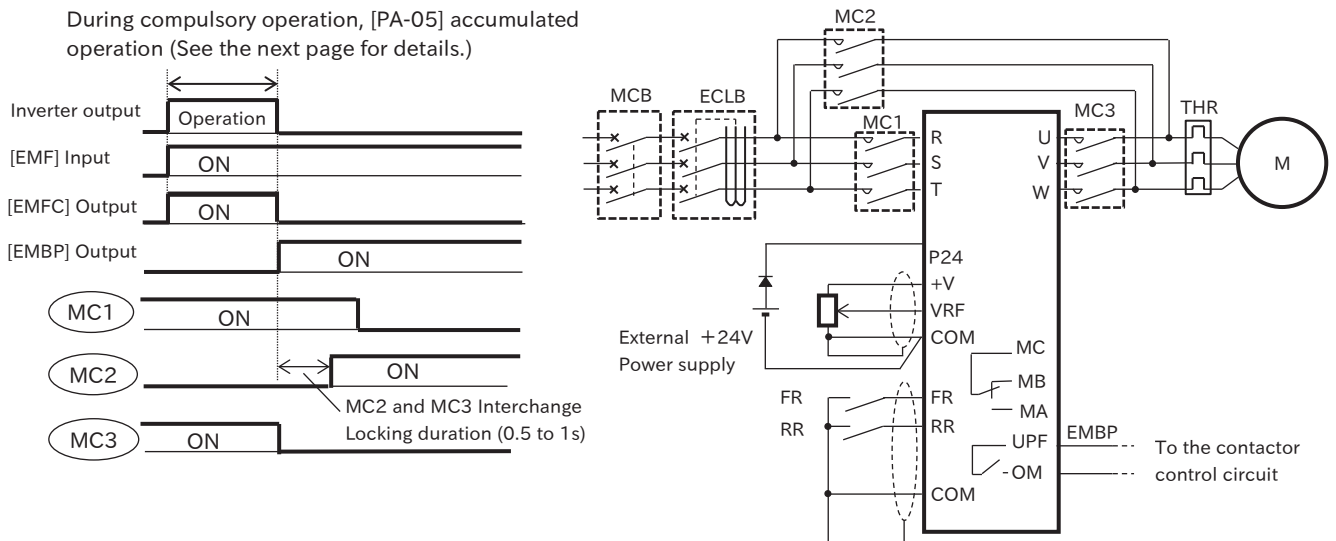 During compulsory operation, [PA-05] accumulated
operation (See the next page for details.)
Inverter output
Operation
[EMF] Input
ON
[EMFC] Output
ON
[EMBP] Output
ON
MC1
ON
MC2
ON
MC2 and MC3 Interchange
Locking duration (0.5 to 1s)
MC3
ON
MC2
MCB
ECLB
MC1
MC3
THR
R
S
T
U
V
W
M
P24
+V
VRF
COM
External +24V
Power supply
MC
MB
MA
FR
FR
RR
RR
UPF
EMBP
OM
COM
To the contactor
control circuit